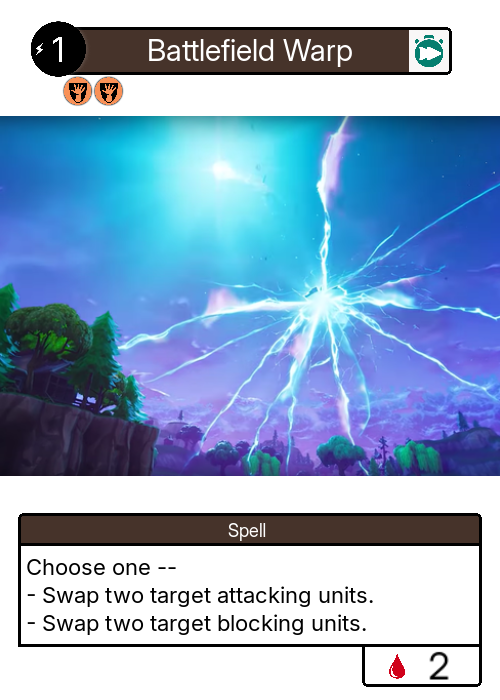 1
Battlefield Warp
Spell
Choose one --
- Swap two target attacking units.
- Swap two target blocking units.
2